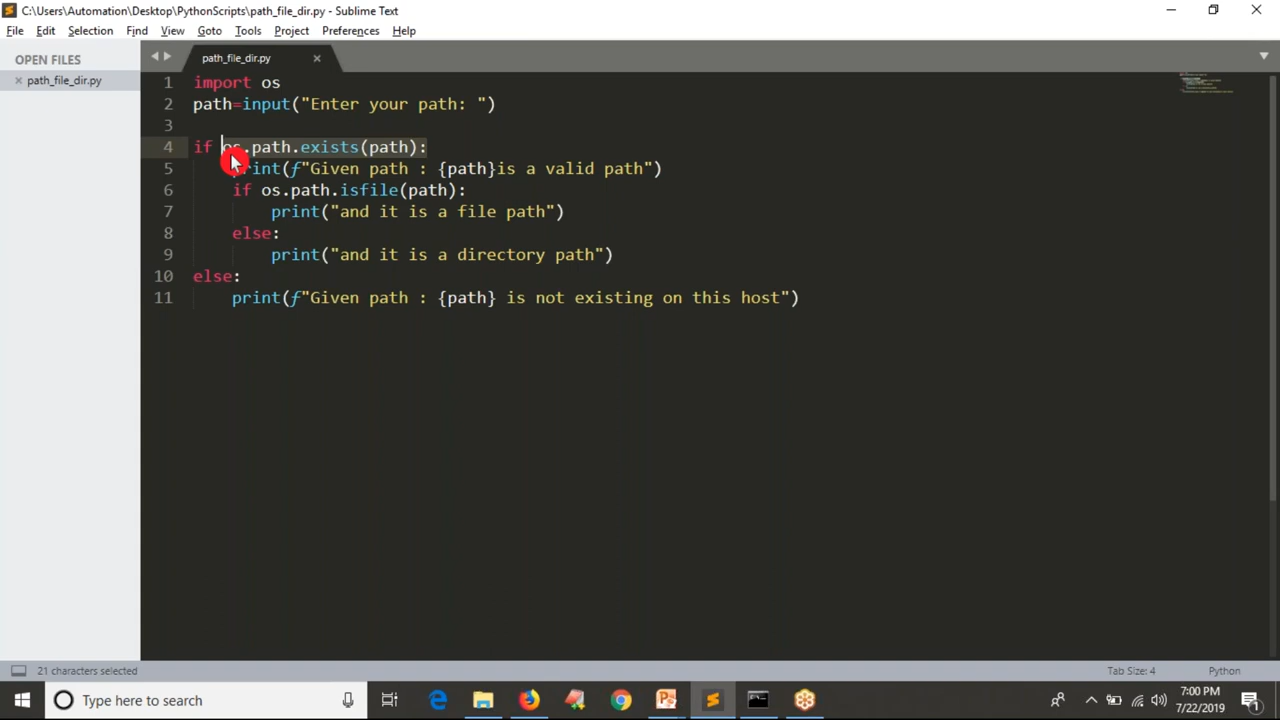 C:\Users\Automation\Desktop\PythonScripts\path_file_dir.py - Sublime Text
File Edit Selection Find View Goto Tools Project Preferences Help
OPEN FILES
path_file_dir.py
path_file_dir.py
1 import os
2 path=input("Enter your path: ")
3
4 if os.path.exists(path):
5 print(f"Given path : {path}is a valid path")
6 if os.path.isfile(path):
7 print("and it is a file path")
8 else:
9 print("and it is a directory path")
10 else:
11 print(f"Given path : {path} is not existing on this host")
21 characters selected
Tab Size: 4
Python
Type here to search
7:00 PM
7/22/2019